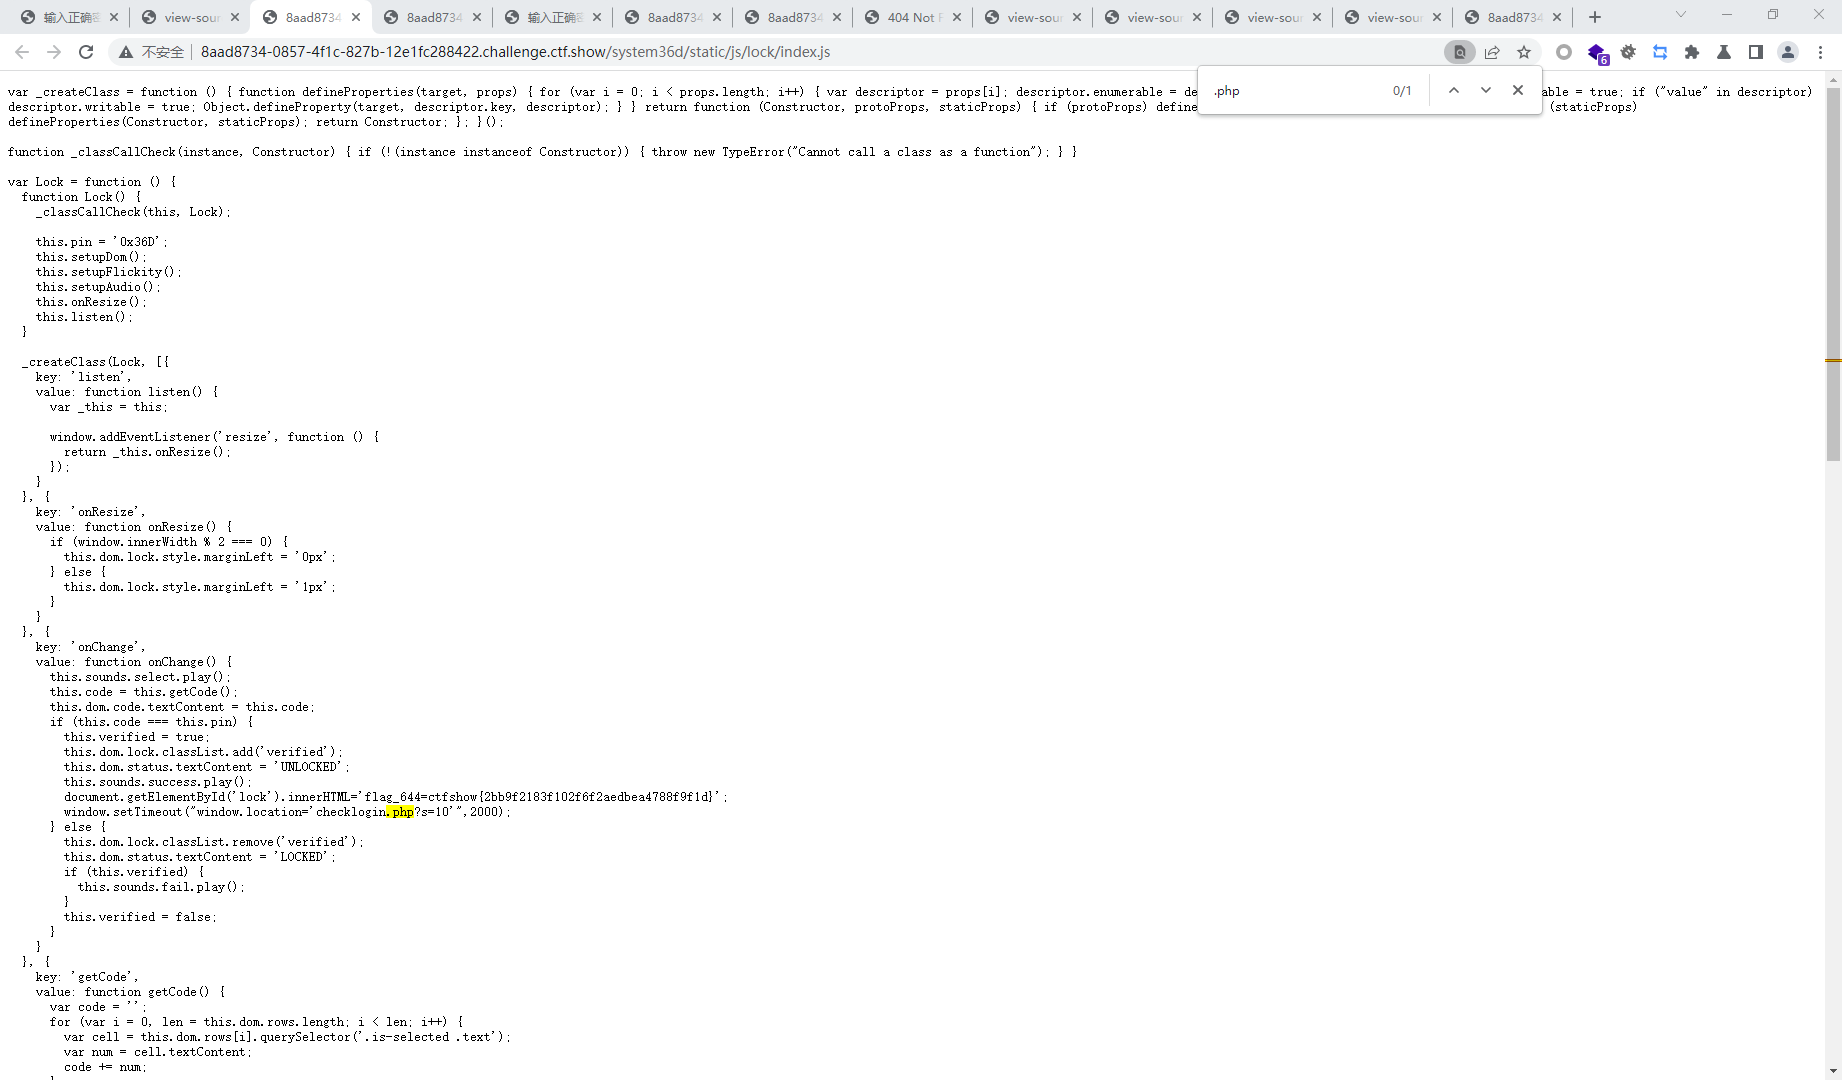 输入正确密
view-sour
8aad8734
8aad8734
输入正确密
8aad8734
8aad8734
404 Not F
view-sour
view-sour
view-sour
view-sour
8aad8734
不安全 8aad8734-0857-4f1c-827b-12e1fc288422.challenge.ctf.show/system36d/static/js/lock/index.js
6
.php 0/1
var _createClass = function () { function defineProperties(target, props) { for (var i = 0; i < props.length; i++) { var descriptor = props[i]; descriptor.enumerable = de able = true; if ("value" in descriptor)
descriptor.writable = true; Object.defineProperty(target, descriptor.key, descriptor); } } return function (Constructor, protoProps, staticProps) { if (protoProps) define (staticProps)
defineProperties(Constructor, staticProps); return Constructor; }; }();
function _classCallCheck(instance, Constructor) { if (!(instance instanceof Constructor)) { throw new TypeError("Cannot call a class as a function"); } }
var Lock = function () {
function Lock() {
_classCallCheck(this, Lock);
this.pin = '0x36D';
this.setupDom();
this.setupFlickity();
this.setupAudio();
this.onResize();
this.listen();
}
_createClass(Lock, [{
key: 'listen',
value: function listen() {
var _this = this;
window.addEventListener('resize', function () {
return _this.onResize();
});
}
}, {
key: 'onResize',
value: function onResize() {
if (window.innerWidth % 2 === 0) {
this.dom.lock.style.marginLeft = '0px';
} else {
this.dom.lock.style.marginLeft = '1px';
}
}
}, {
key: 'onChange',
value: function onChange() {
this.sounds.select.play();
this.code = this.getCode();
this.dom.code.textContent = this.code;
if (this.code === this.pin) {
this.verified = true;
this.dom.lock.classList.add('verified');
this.dom.status.textContent = 'UNLOCKED';
this.sounds.success.play();
document.getElementById('lock').innerHTML='flag_644=ctfshow{2bb9f2183f102f6f2aedbea4788f9f1d}';
window.setTimeout("window.location='checklogin.php?s=10'",2000);
} else {
this.dom.lock.classList.remove('verified');
this.dom.status.textContent = 'LOCKED';
if (this.verified) {
this.sounds.fail.play();
}
this.verified = false;
}
}
}, {
key: 'getCode',
value: function getCode() {
var code = '';
for (var i = 0, len = this.dom.rows.length; i < len; i++) {
var cell = this.dom.rows[i].querySelector('.is-selected .text');
var num = cell.textContent;
code += num;